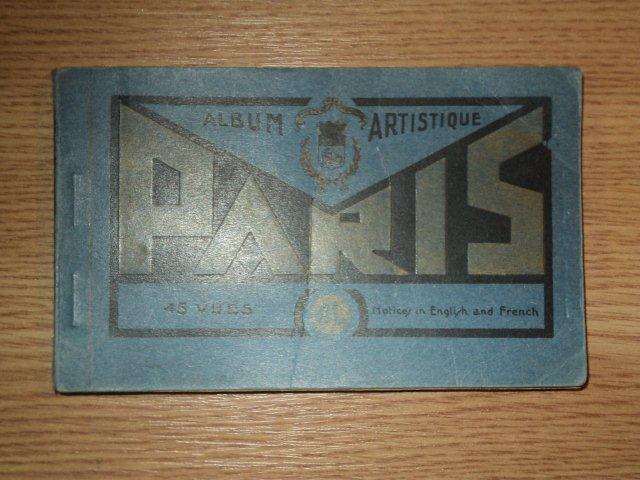 ALBUM ARTISTIQUE
PARIS
45 VUES
Notices in English and French